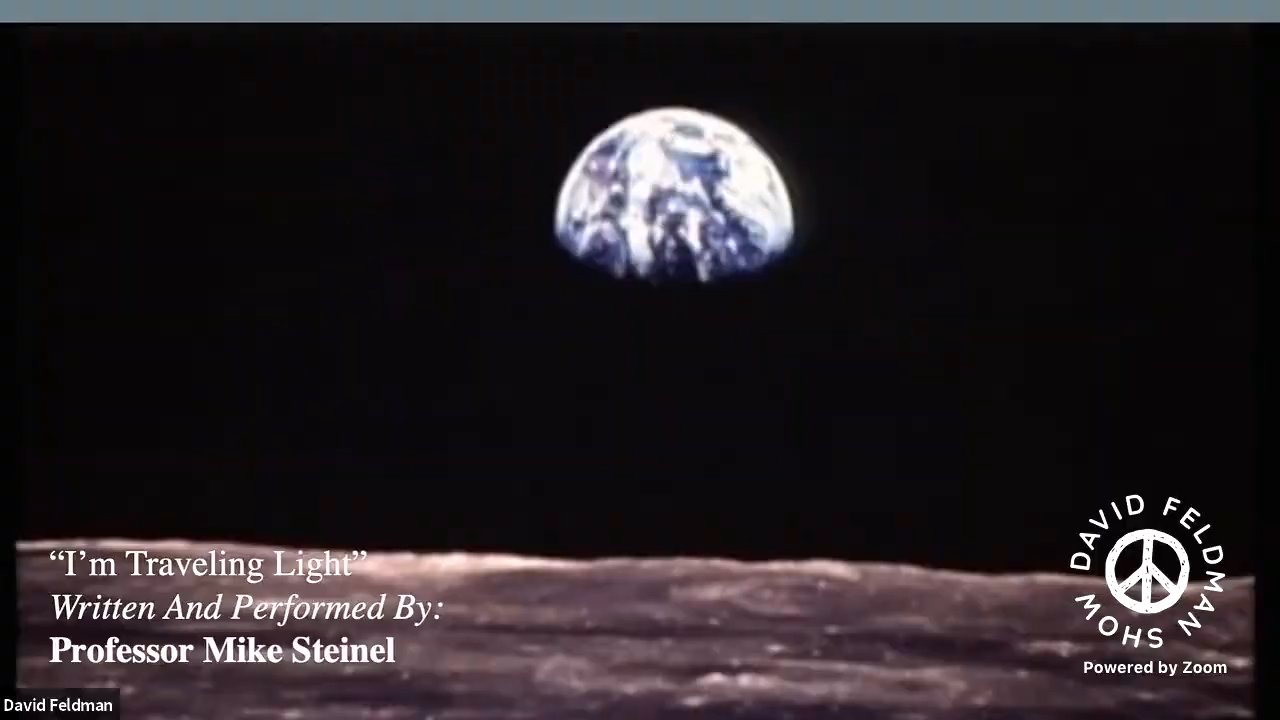 “I’m Traveling Light”
Written And Performed By:
Professor Mike Steinel
DAVID FELDMAN SHOW
Powered by Zoom
David Feldman